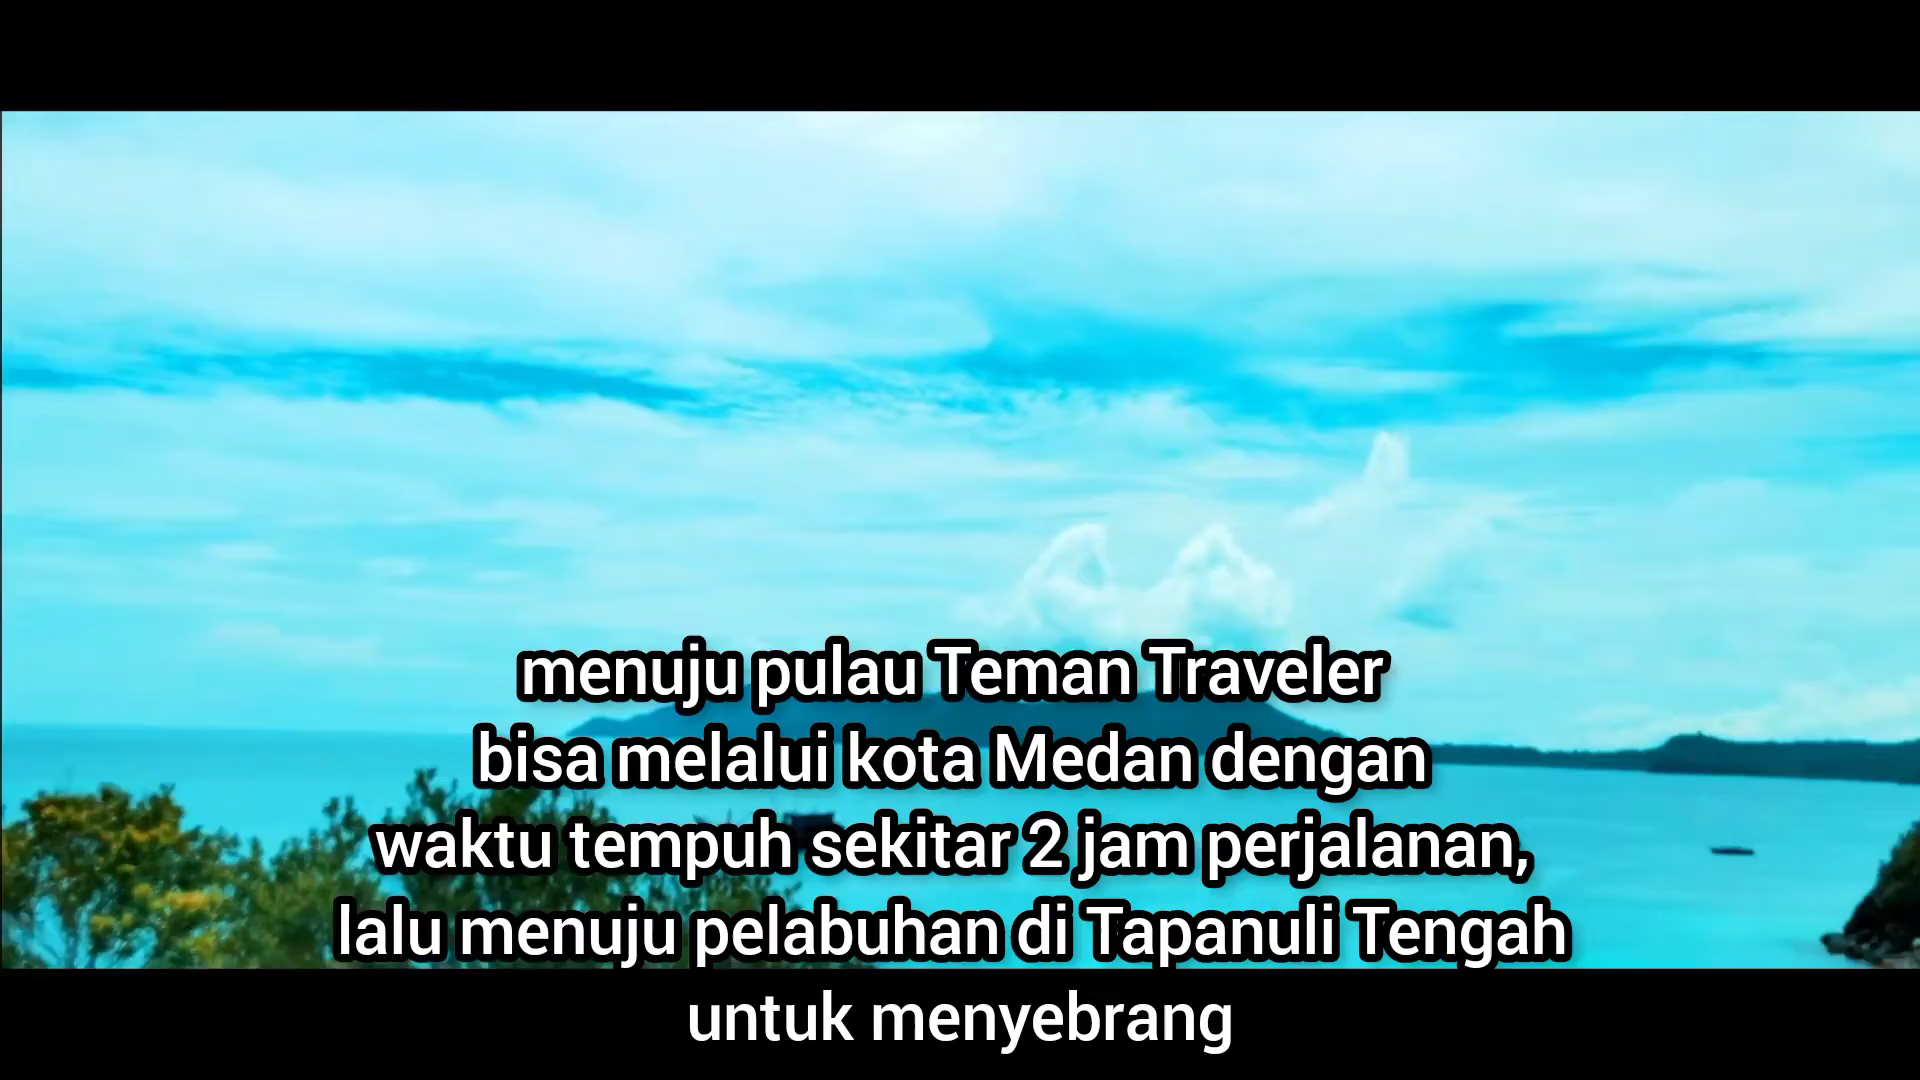 menuju pulau Teman Traveler
bisa melalui kota Medan dengan
waktu tempuh sekitar 2 jam perjalanan,
lalu menuju pelabuhan di Tapanuli Tengah
untuk menyebrang